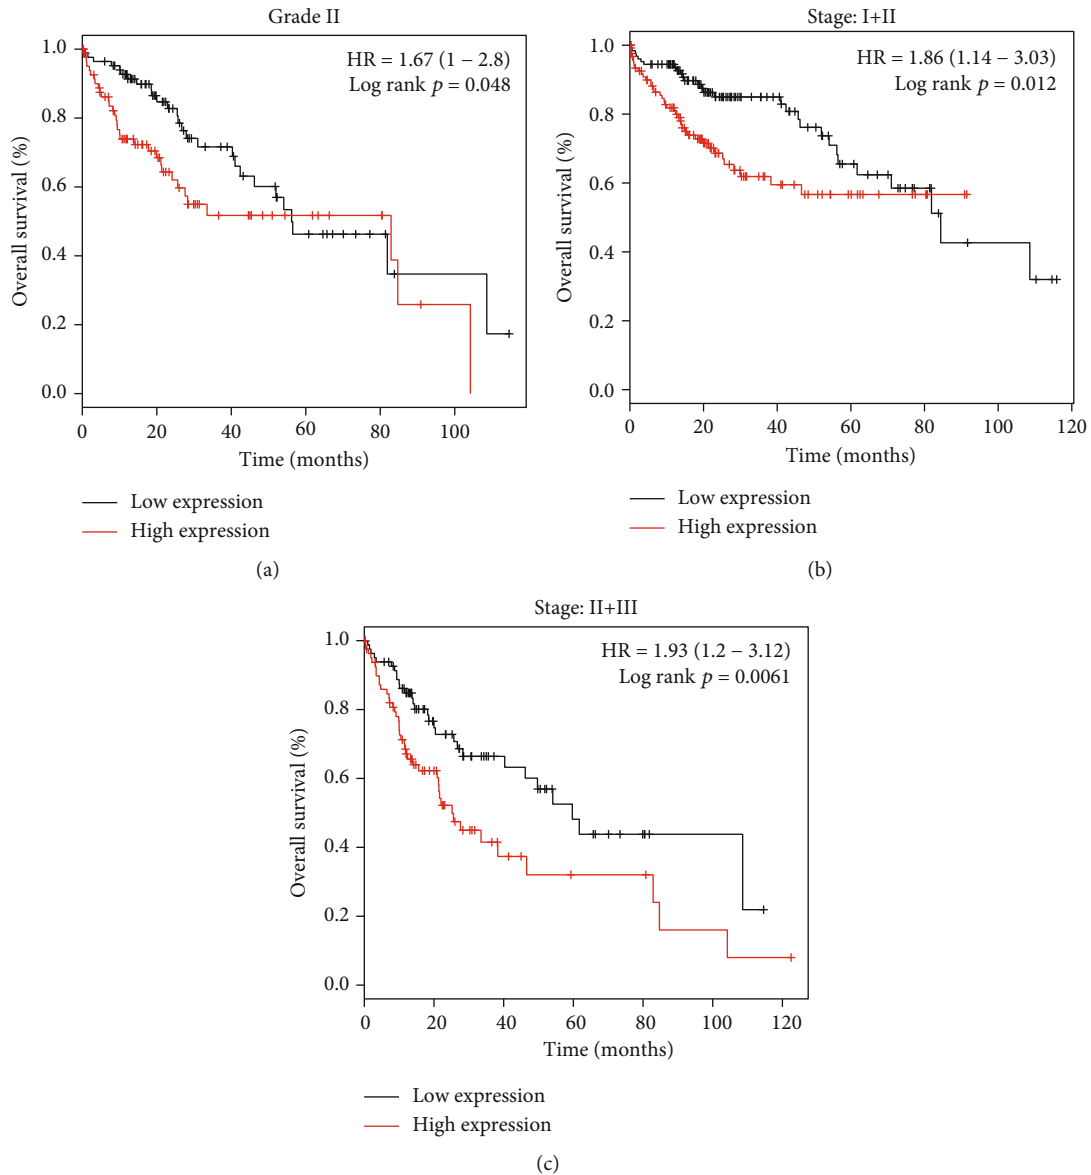 Grade II
HR = 1.67 (1 – 2.8)
Log rank p = 0.048
Overall survival (%)
1.0
0.8
0.6
0.4
0.2
0.0
0 20 40 60 80 100
Time (months)
Low expression
High expression
(a)
Stage: I+II
HR = 1.86 (1.14 – 3.03)
Log rank p = 0.012
Overall survival (%)
1.0
0.8
0.6
0.4
0.2
0.0
0 20 40 60 80 100 120
Time (months)
Low expression
High expression
(b)
Stage: II+III
HR = 1.93 (1.2 – 3.12)
Log rank p = 0.0061
Overall survival (%)
1.0
0.8
0.6
0.4
0.2
0.0
0 20 40 60 80 100 120
Time (months)
Low expression
High expression
(c)